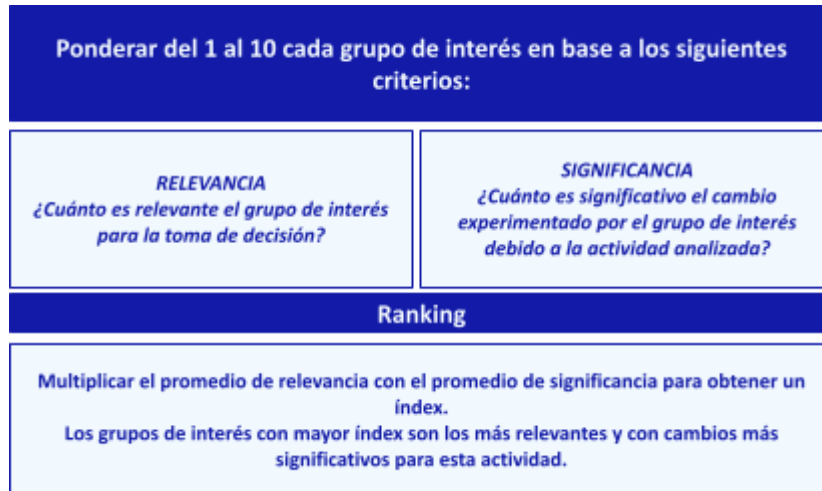 Ponderar del 1 al 10 cada grupo de interés en base a los siguientes
criterios:
RELEVANCIA
¿Cuánto es relevante el grupo de interés
para la toma de decisión?
SIGNIFICANCIA
¿Cuánto es significativo el cambio
experimentado por el grupo de interés
debido a la actividad analizada?
Ranking
Multiplicar el promedio de relevancia con el promedio de significancia para obtener un
índex.
Los grupos de interés con mayor índex son los más relevantes y con cambios más
significativos para esta actividad.